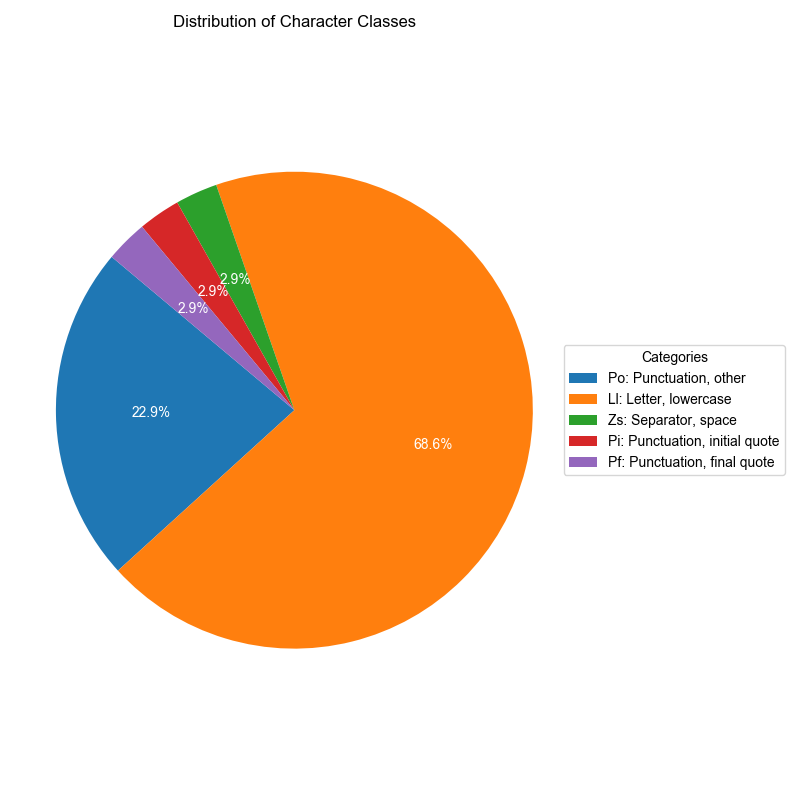 Distribution of Character Classes
2.9%
2.9%
2.9%
22.9%
68.6%
Categories
Po: Punctuation, other
Ll: Letter, lowercase
Zs: Separator, space
Pi: Punctuation, initial quote
Pf: Punctuation, final quote